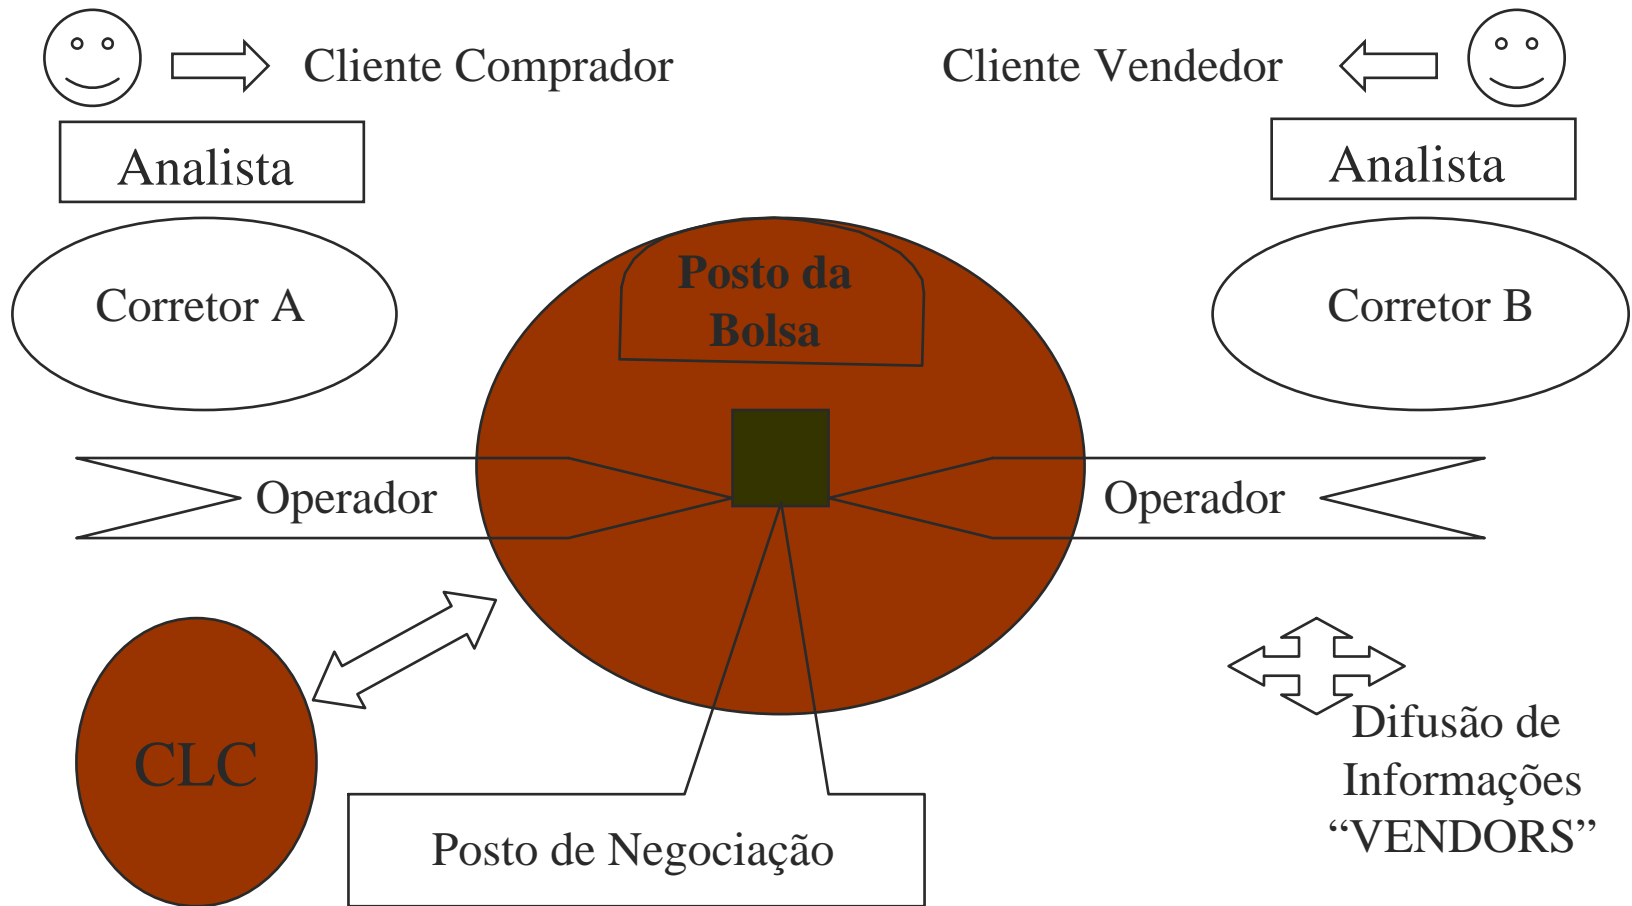 Cliente Comprador
Cliente Vendedor
Analista
Analista
Corretor A
Posto da
Bolsa
Corretor B
Operador
Operador
CLC
Posto de Negociação
Difusão de
Informações
“VENDORS”